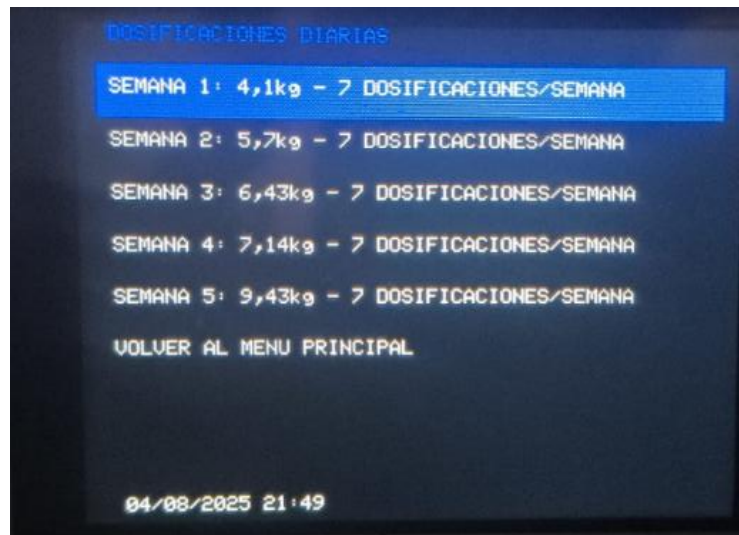 DOSIFICACIONES DIARIAS
SEMANA 1: 4,1kg - 7 DOSIFICACIONES/SEMANA
SEMANA 2: 5,7kg - 7 DOSIFICACIONES/SEMANA
SEMANA 3: 6,43kg - 7 DOSIFICACIONES/SEMANA
SEMANA 4: 7,14kg - 7 DOSIFICACIONES/SEMANA
SEMANA 5: 9,43kg - 7 DOSIFICACIONES/SEMANA
VOLVER AL MENU PRINCIPAL
04/08/2025 21:49